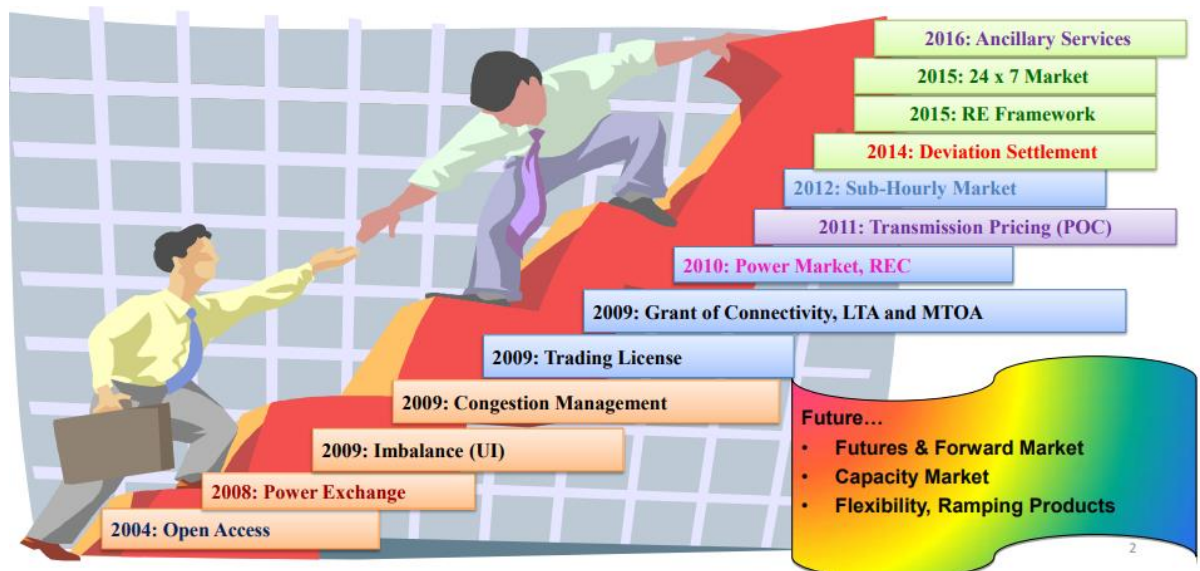 2016: Ancillary Services
2015: 24 x 7 Market
2015: RE Framework
2014: Deviation Settlement
2012: Sub-Hourly Market
2011: Transmission Pricing (POC)
2010: Power Market, REC
2009: Grant of Connectivity, LTA and MTOA
2009: Trading License
2009: Congestion Management
2009: Imbalance (UI)
2008: Power Exchange
2004: Open Access
Future…
• Futures & Forward Market
• Capacity Market
• Flexibility, Ramping Products
2